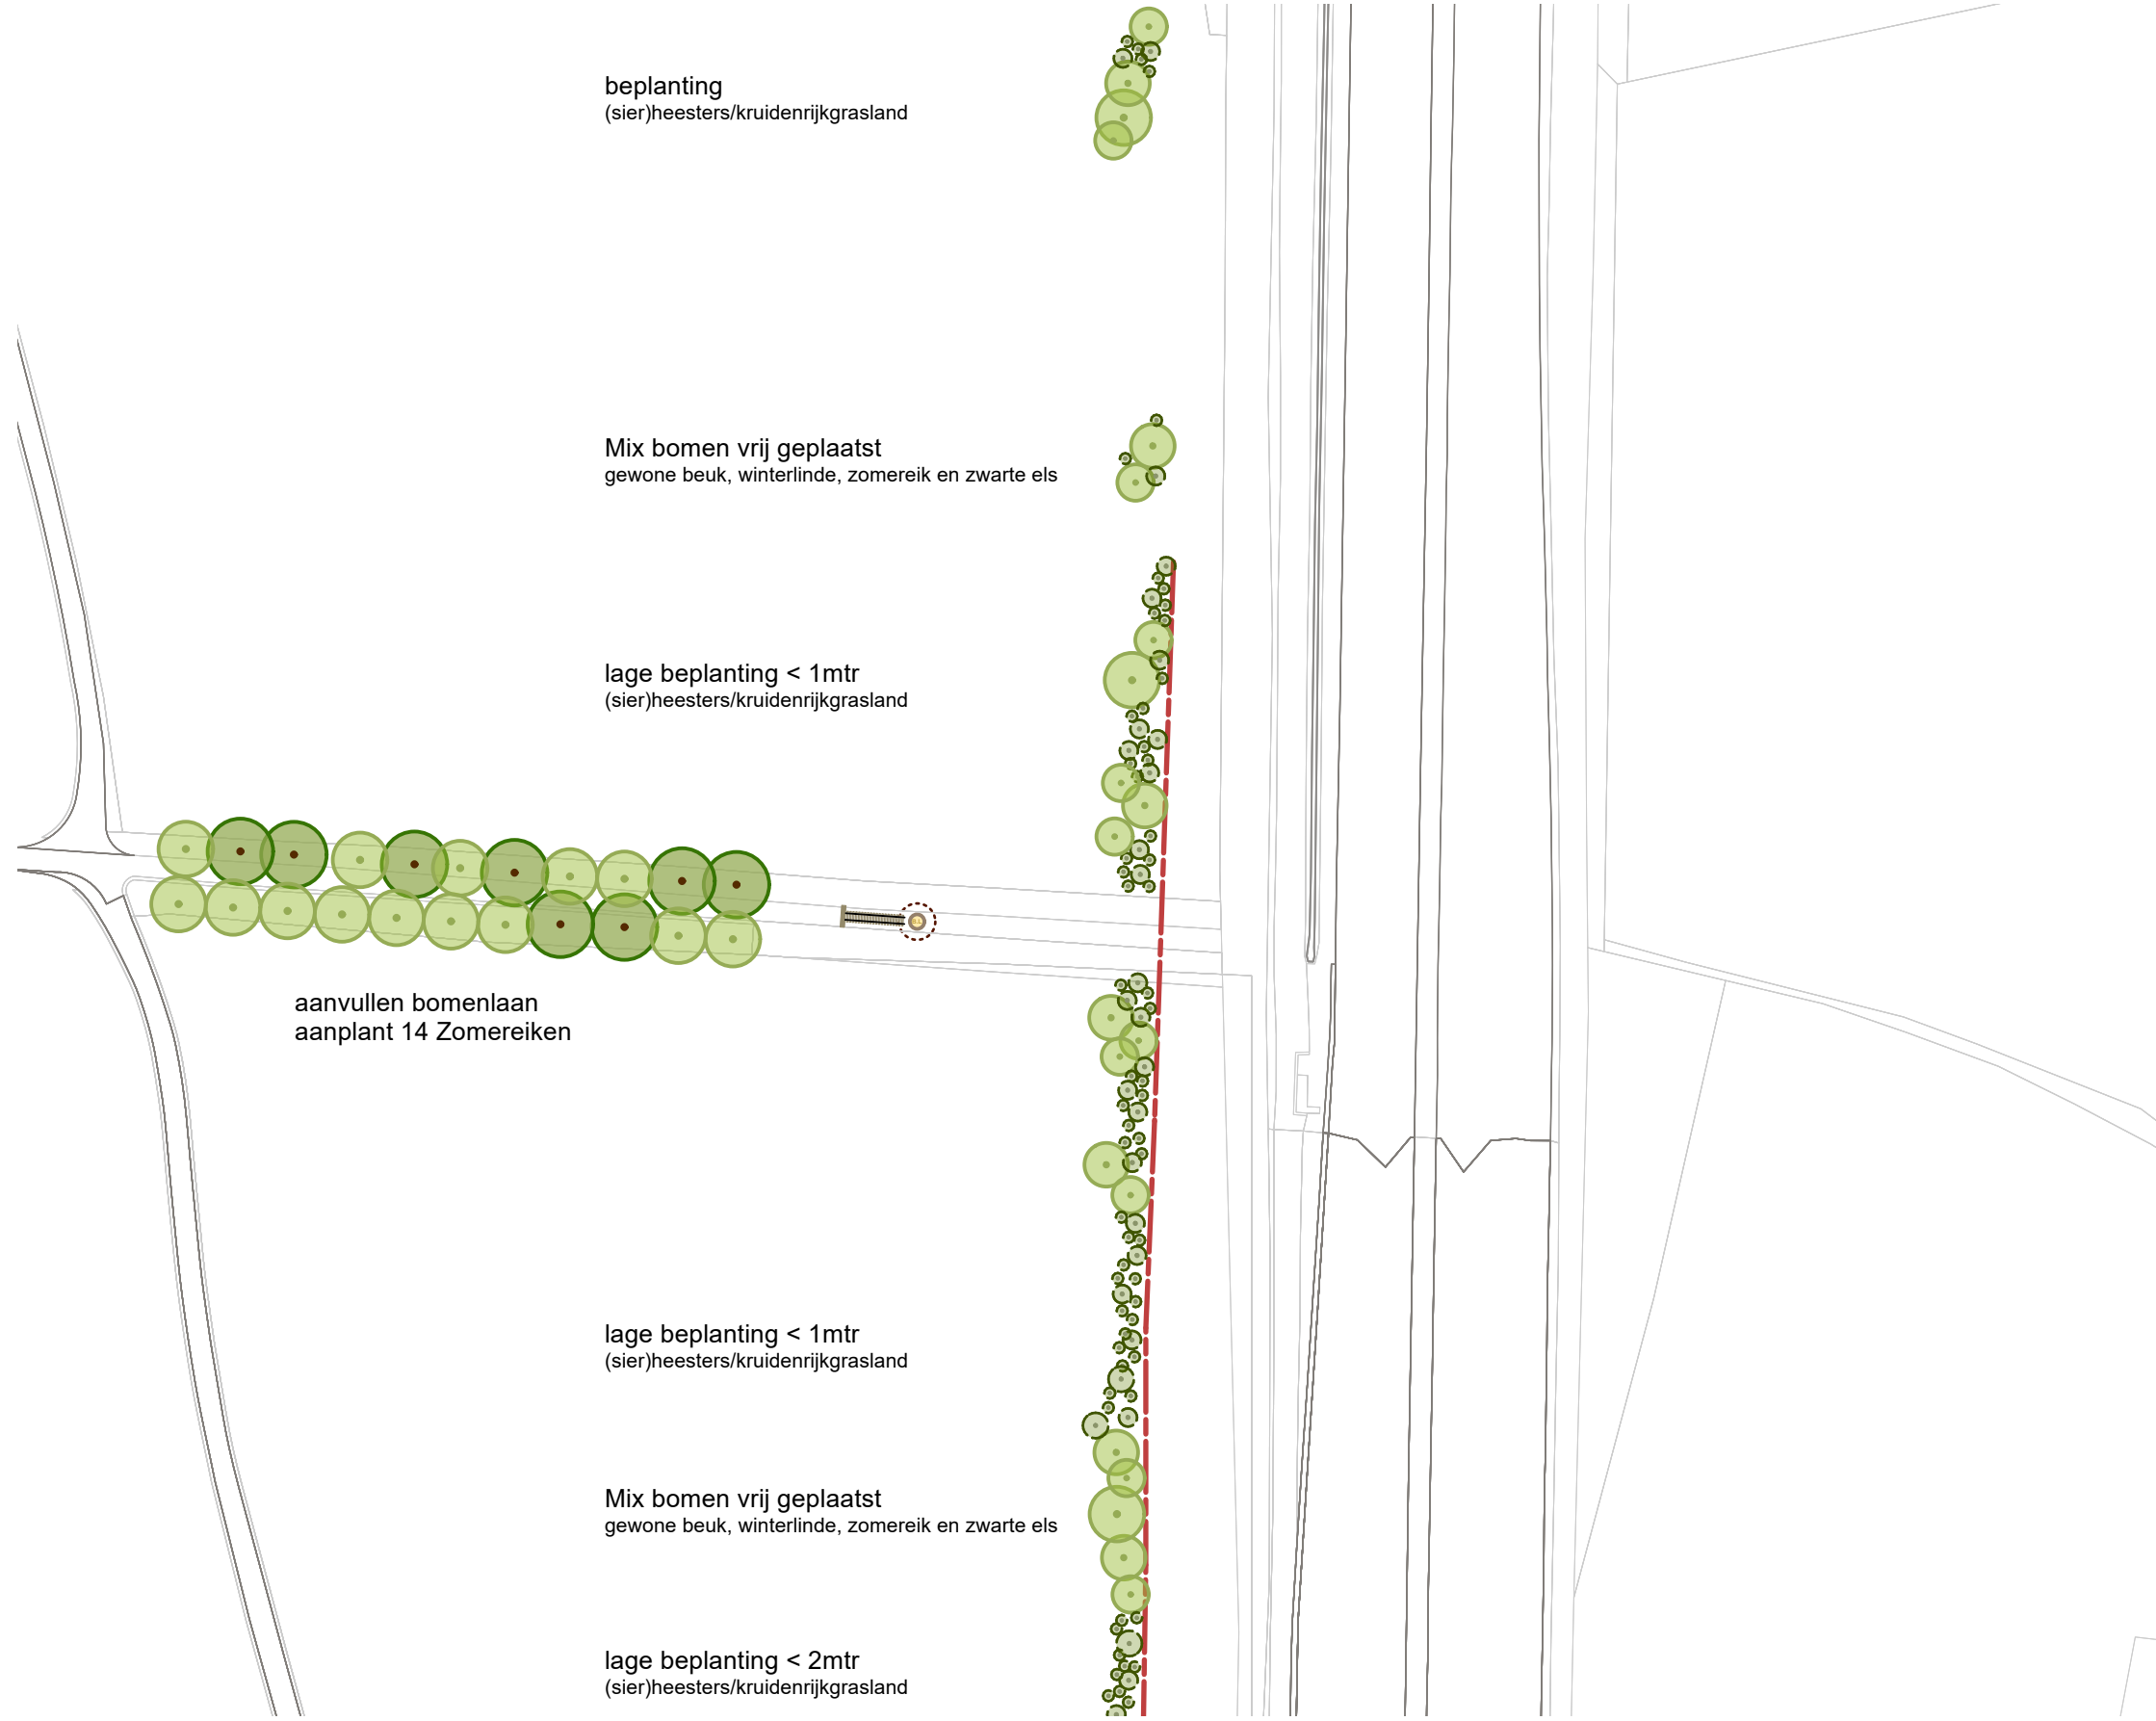 beplanting
(sier)heesters/kruidenrijkgrasland
Mix bomen vrij geplaatst
gewone beuk, winterlinde, zomereik en zwarte els
lage beplanting < 1mtr
(sier)heesters/kruidenrijkgrasland
aanvullen bomenlaan
aanplant 14 Zomereiken
lage beplanting < 1mtr
(sier)heesters/kruidenrijkgrasland
Mix bomen vrij geplaatst
gewone beuk, winterlinde, zomereik en zwarte els
lage beplanting < 2mtr
(sier)heesters/kruidenrijkgrasland